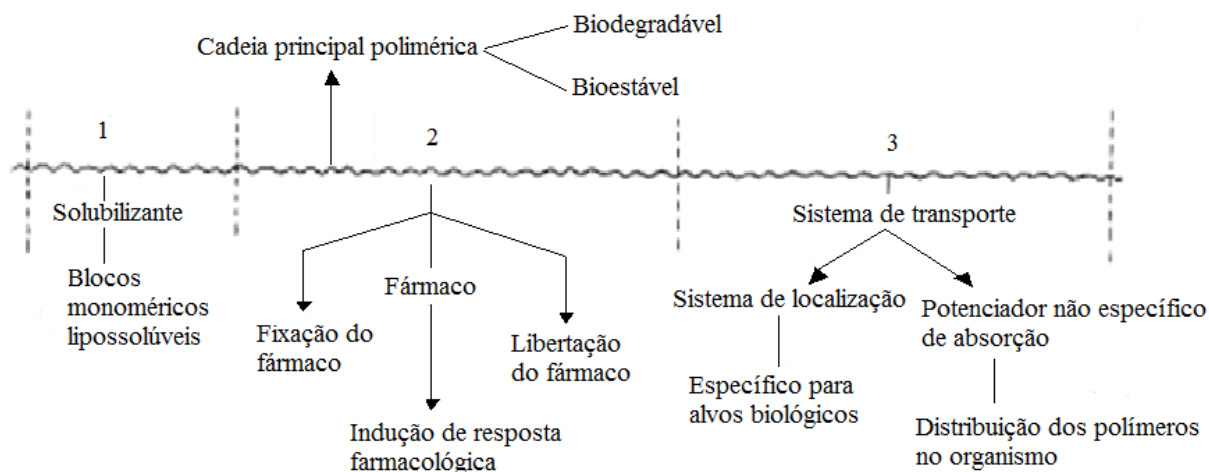 Biodegradável
Cadeia principal polimérica
Bioestável
1
2
3
Solubilizante
Blocos
monoméricos
lipossolúveis
Fármaco
Fixação do
fármaco
Libertação
do fármaco
Indução de resposta
farmacológica
Sistema de transporte
Sistema de localização
Potenciador não específico
de absorção
Específico para
alvos biológicos
Distribuição dos polímeros
no organismo